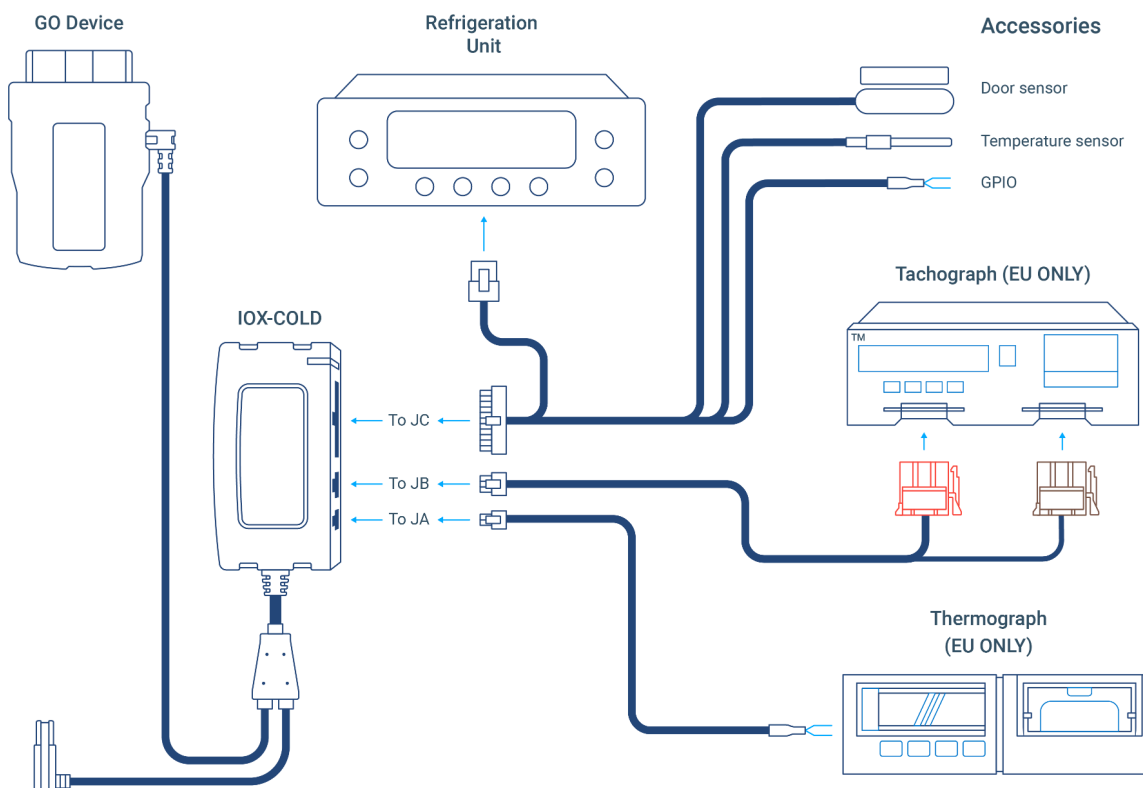 GO Device
Refrigeration
Unit
Accessories
Door sensor
Temperature sensor
GPIO
Tachograph (EU ONLY)
TM
IOX-COLD
To JC
To JB
To JA
Thermograph
(EU ONLY)